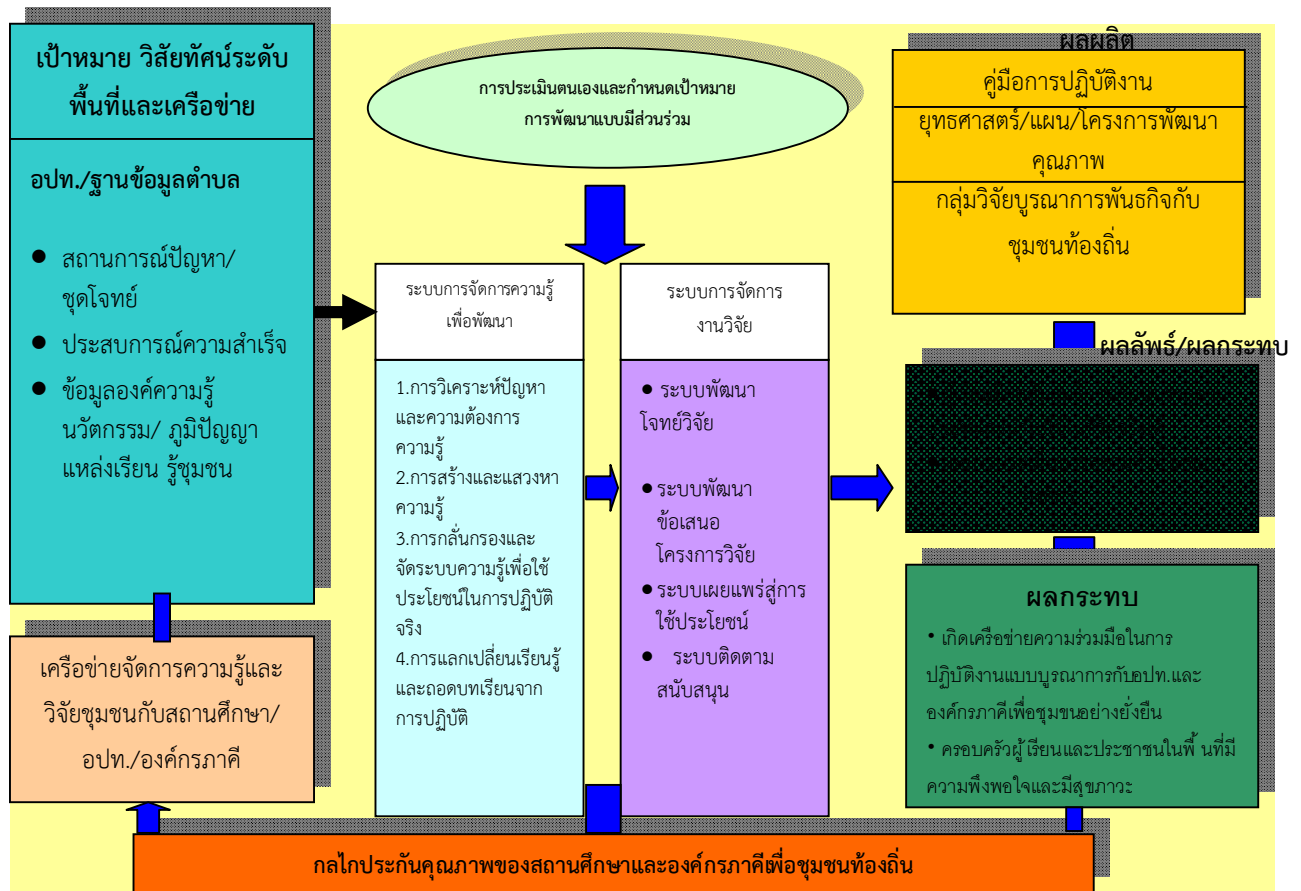 เป้าหมาย วิสัยทัศน์ระดับ
พื้นที่และเครือข่าย
อปท./ฐานข้อมูลตำบล
● สถานการณ์ปัญหา/
ชุดโจทย์
● ประสบการณ์ความสำเร็จ
● ข้อมูลองค์ความรู้
นวัตกรรม/ ภูมิปัญญา
แหล่งเรียน รู้ชุมชน
เครือข่ายจัดการความรู้และ
วิจัยชุมชนกับสถานศึกษา/
อปท./องค์กรภาคี
การประเมินตนเองและกำหนดเป้าหมาย
การพัฒนาแบบมีส่วนร่วม
ระบบการจัดการความรู้
เพื่อพัฒนา
1.การวิเคราะห์ปัญหา
และความต้องการ
ความรู้
2.การสร้างและแสวงหา
ความรู้
3.การกลั่นกรองและ
จัดระบบความรู้เพื่อใช้
ประโยชน์ในการปฏิบัติ
จริง
4.การแลกเปลี่ยนเรียนรู้
และถอดบทเรียนจาก
การปฏิบัติ
ระบบการจัดการ
งานวิจัย
● ระบบพัฒนา
โจทย์วิจัย
● ระบบพัฒนา
ข้อเสนอ
โครงการวิจัย
● ระบบเผยแพร่สู่การ
ใช้ประโยชน์
● ระบบติดตาม
สนับสนุน
ผลผลิต
คู่มือการปฏิบัติงาน
ยุทธศาสตร์/แผน/โครงการพัฒนา
คุณภาพ
กลุ่มวิจัยบูรณาการพันธกิจกับ
ชุมชนท้องถิ่น
ผลลัพธ์/ผลกระทบ
ผลกระทบ
• เกิดเครือข่ายความร่วมมือในการ
ปฏิบัติงานแบบบูรณาการกับอปท.และ
องค์กรภาคีเพื่อชุมขนอย่างยั่งยืน
• ครอบครัวผู้เรียนและประชาชนในพื้ นที่มี
ความพึงพอใจและมีสุขภาวะ
กลไกประกันคุณภาพของสถานศึกษาและองค์กรภาคีเพื่อชุมชนท้องถิ่น